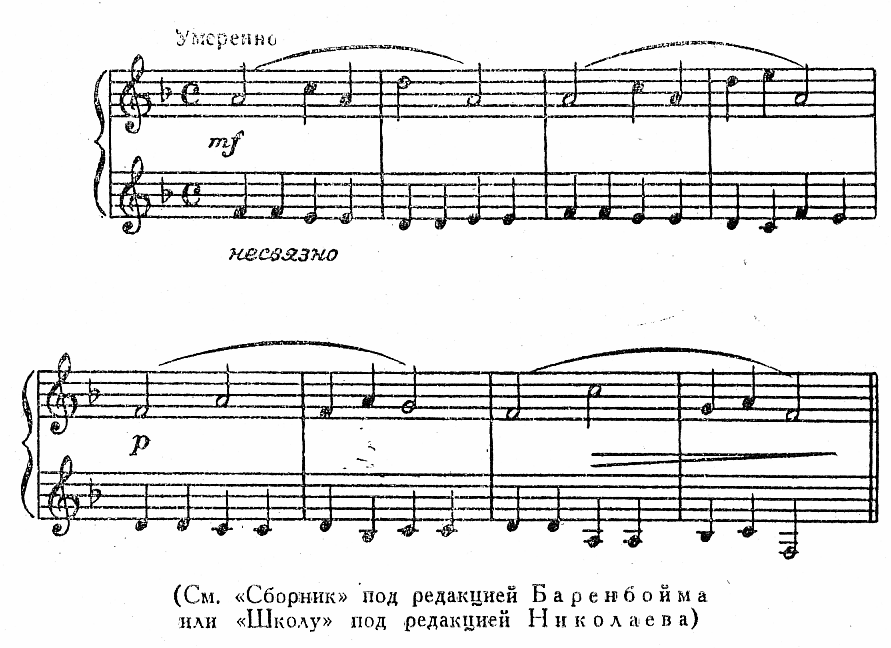 Умеренно
mf
несвязно
p
(См. «Сборник» под редакцией Баренбойма
или «Школу» под редакцией Николаева)